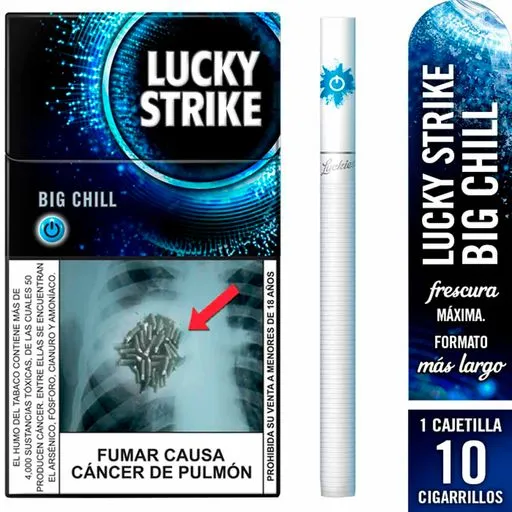 LUCKY
STRIKE
BIG CHILL
EL HUMO DEL TABACO CONTIENE MÁS DE
4.000 SUSTANCIAS TÓXICAS, DE LAS CUALES 50
PRODUCEN CÁNCER. ENTRE ELLAS SE ENCUENTRAN
EL ARSÉNICO, FÓSFORO, CIANURO Y AMONÍACO.
PROHIBIDA SU VENTA A MENORES DE 18 AÑOS
FUMAR CAUSA
CÁNCER DE PULMÓN
Luckies
LUCKY STRIKE
BIG CHILL
frescura
MÁXIMA.
FORMATO
más largo
1 CAJETILLA
10
CIGARRILLOS